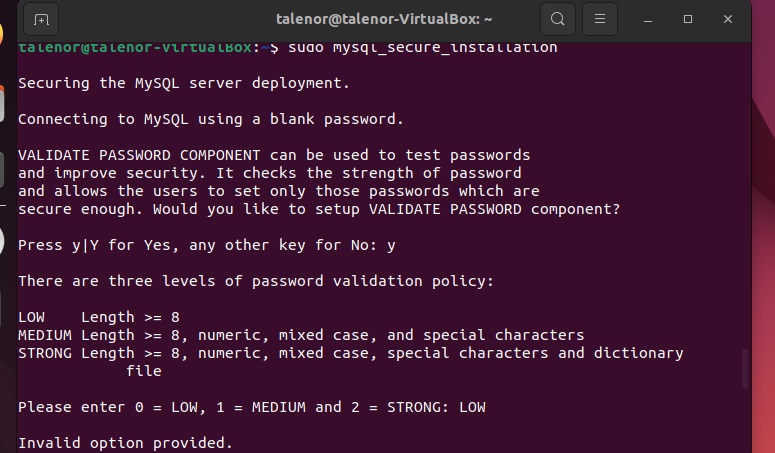 talenor@talenor-VirtualBox: ~
talenor@talenor-VirtualBox:~$ sudo mysql_secure_installation
Securing the MySQL server deployment.
Connecting to MySQL using a blank password.
VALIDATE PASSWORD COMPONENT can be used to test passwords
and improve security. It checks the strength of password
and allows the users to set only those passwords which are
secure enough. Would you like to setup VALIDATE PASSWORD component?
Press y|Y for Yes, any other key for No: y
There are three levels of password validation policy:
LOW    Length >= 8
MEDIUM Length >= 8, numeric, mixed case, and special characters
STRONG Length >= 8, numeric, mixed case, special characters and dictionary
file
Please enter 0 = LOW, 1 = MEDIUM and 2 = STRONG: LOW
Invalid option provided.